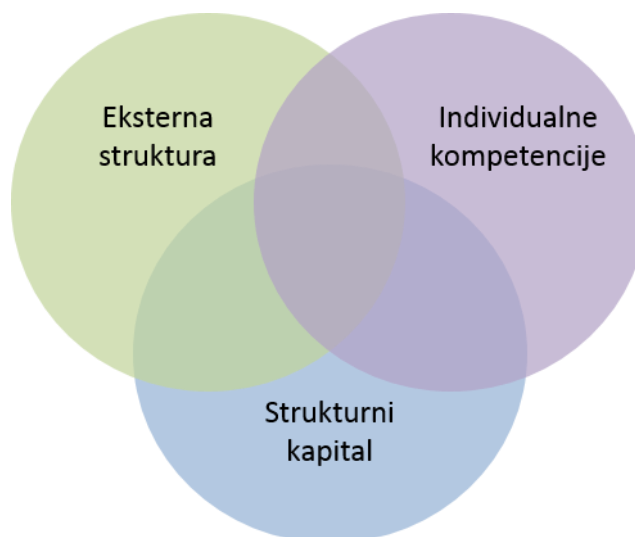 Eksterna
struktura
Individualne
kompetencije
Strukturni
kapital